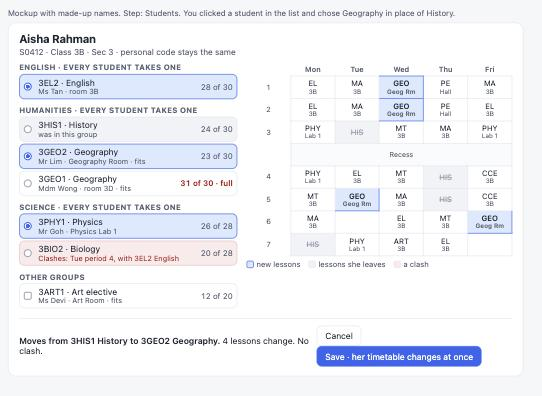 Mockup with made-up names. Step: Students. You clicked a student in the list and chose Geography in place of History.
Aisha Rahman
S0412 · Class 3B · Sec 3 · personal code stays the same
ENGLISH · EVERY STUDENT TAKES ONE
3EL2 · English
Ms Tan · room 3B
28 of 30
HUMANITIES · EVERY STUDENT TAKES ONE
3HIS1 · History
was in this group
24 of 30
3GEO2 · Geography
Mr Lim · Geography Room · fits
23 of 30
3GEO1 · Geography
Mdm Wong · room 3D · fits
31 of 30 · full
SCIENCE · EVERY STUDENT TAKES ONE
3PHY1 · Physics
Mr Goh · Physics Lab 1
26 of 28
3BIO2 · Biology
Clashes: Tue period 4, with 3EL2 English
20 of 28
OTHER GROUPS
3ART1 · Art elective
Ms Devi · Art Room · fits
12 of 20
Mon Tue Wed Thu Fri
1 EL MA GEO PE MA
3B 3B Geog Rm Hall 3B
2 EL MA GEO PE EL
3B 3B Geog Rm Hall 3B
3 PHY HIS MT MA PHY
Lab 1 3B 3B Lab 1
Recess
4 PHY EL MA HIS CCE
Lab 1 3B 3B 3B
5 MT GEO MT HIS CCE
3B Geog Rm 3B 3B
6 MA EL MT GEO
3B 3B 3B Geog Rm
7 HIS PHY ART EL
Lab 1 3B 3B
new lessons lessons she leaves a clash
Moves from 3HIS1 History to 3GEO2 Geography. 4 lessons change. No
clash.
Cancel
Save · her timetable changes at once